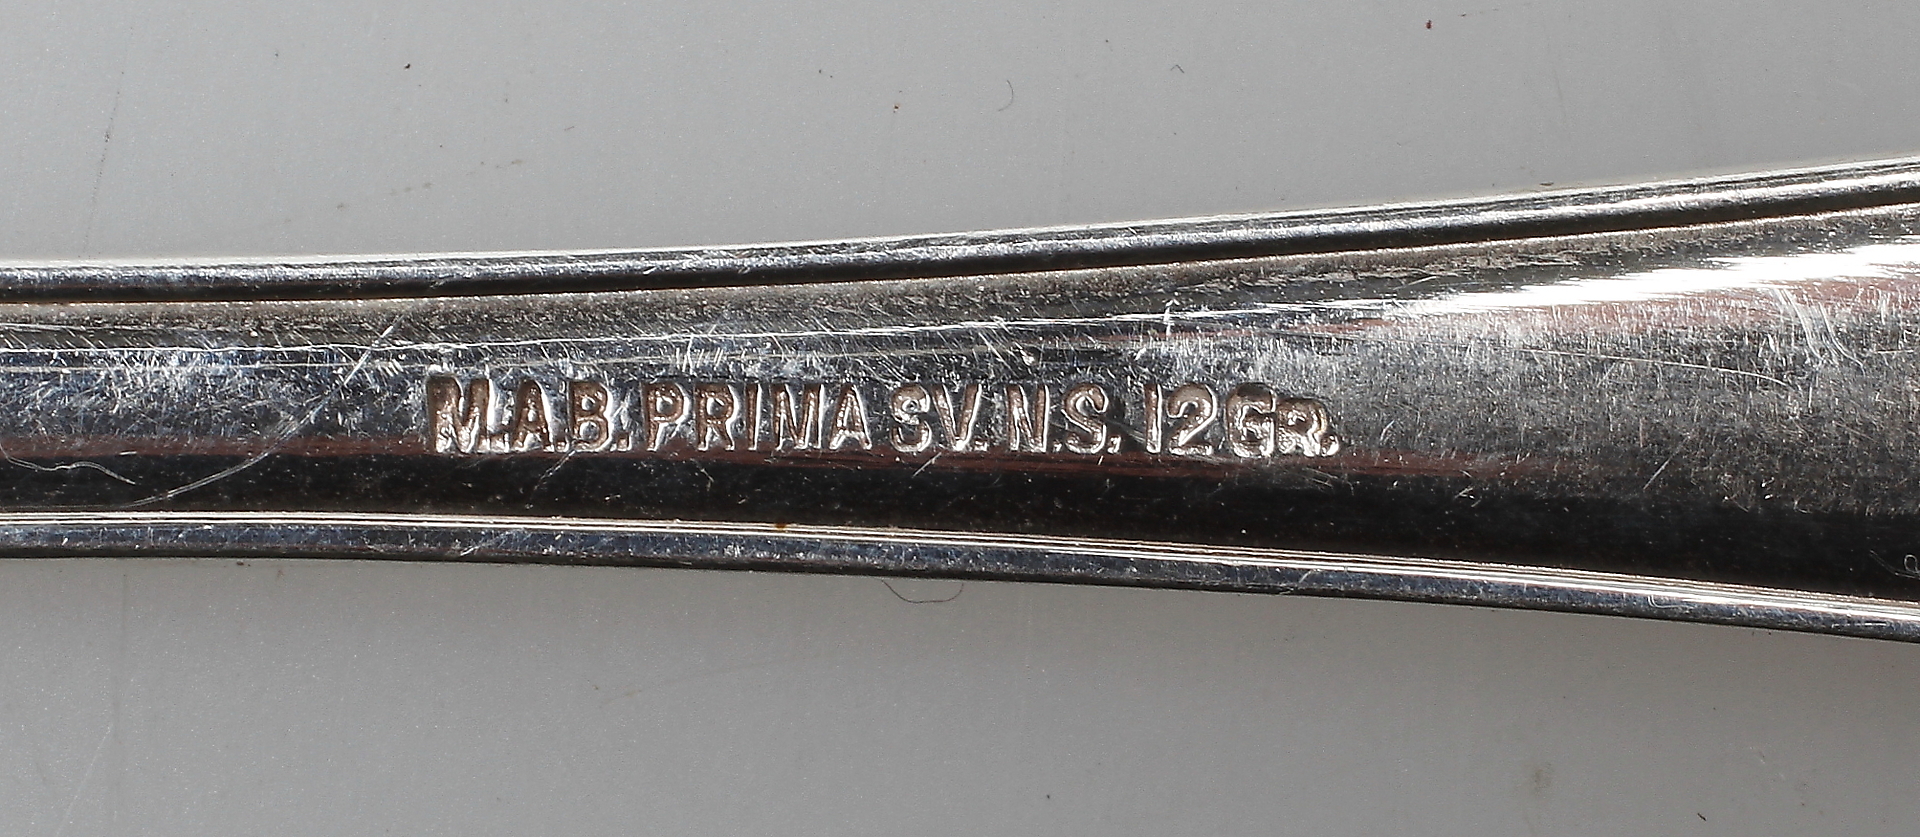 M.A.B. PRIMA SV. N.S. 12 GR.